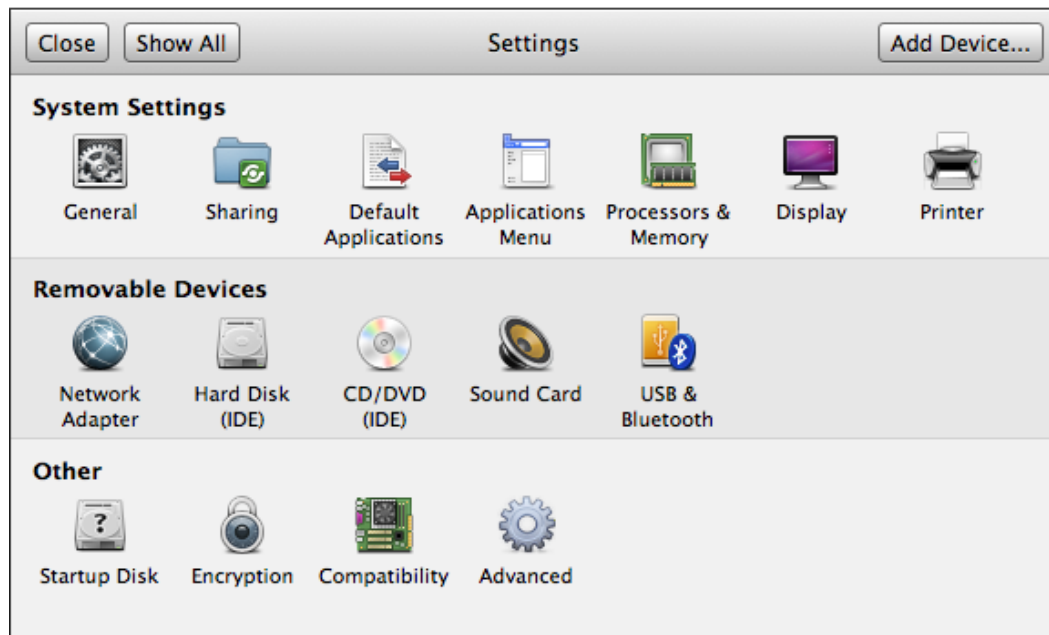 Close Show All Settings Add Device...
System Settings
General Sharing Default Applications Applications Menu Processors & Memory Display Printer
Removable Devices
Network Adapter Hard Disk (IDE) CD/DVD (IDE) Sound Card USB & Bluetooth
Other
?
Startup Disk Encryption Compatibility Advanced